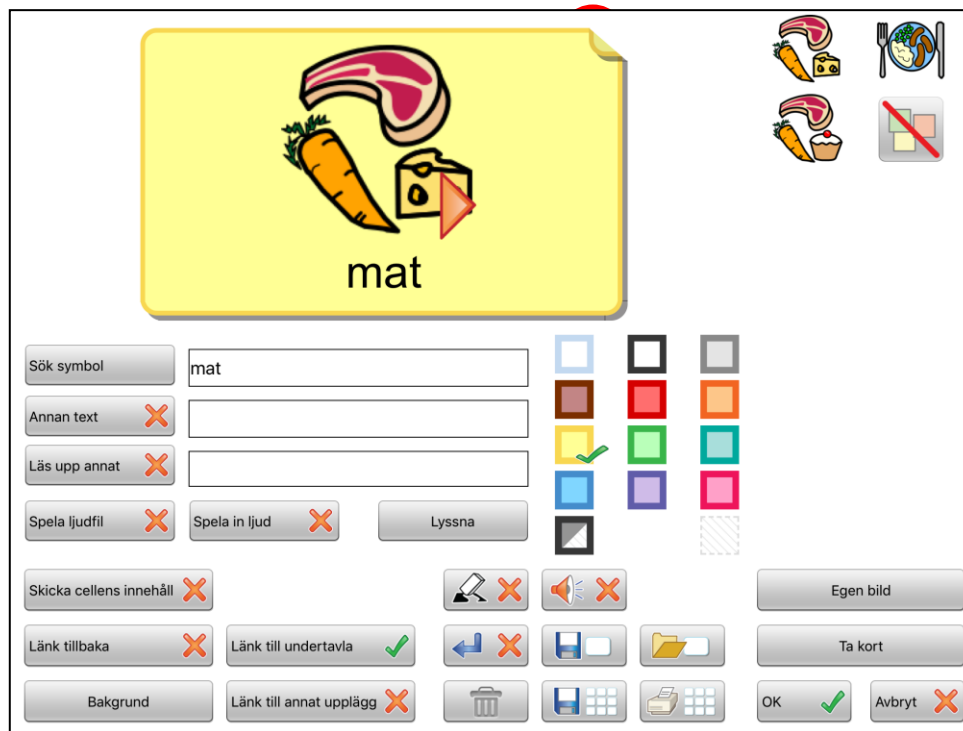 mat
Sök symbol
mat
Annan text
Läs upp annat
Spela ljudfil
Spela in ljud
Lyssna
Skicka cellens innehåll
Egen bild
Länk tillbaka
Länk till undertavla
Ta kort
Bakgrund
Länk till annat upplägg
OK
Avbryt